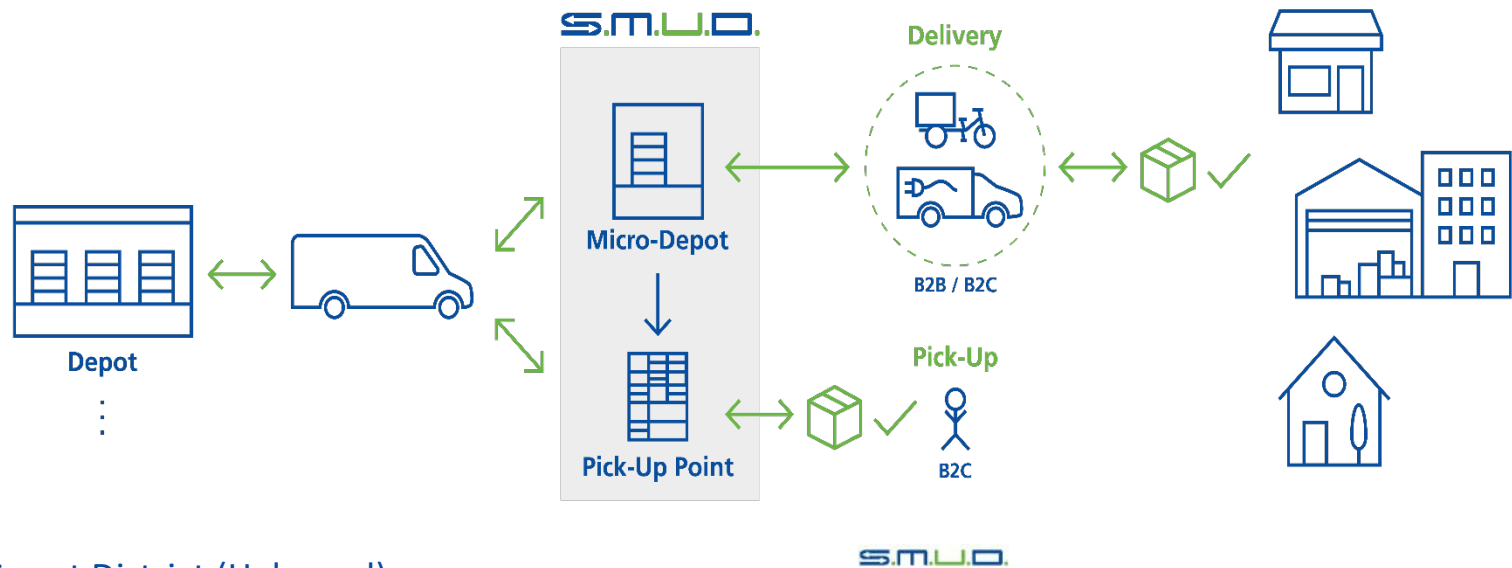 S.M.U.D.
Delivery
Micro-Depot
B2B / B2C
Depot
Pick-Up
Pick-Up Point
B2C
S.M.U.D.